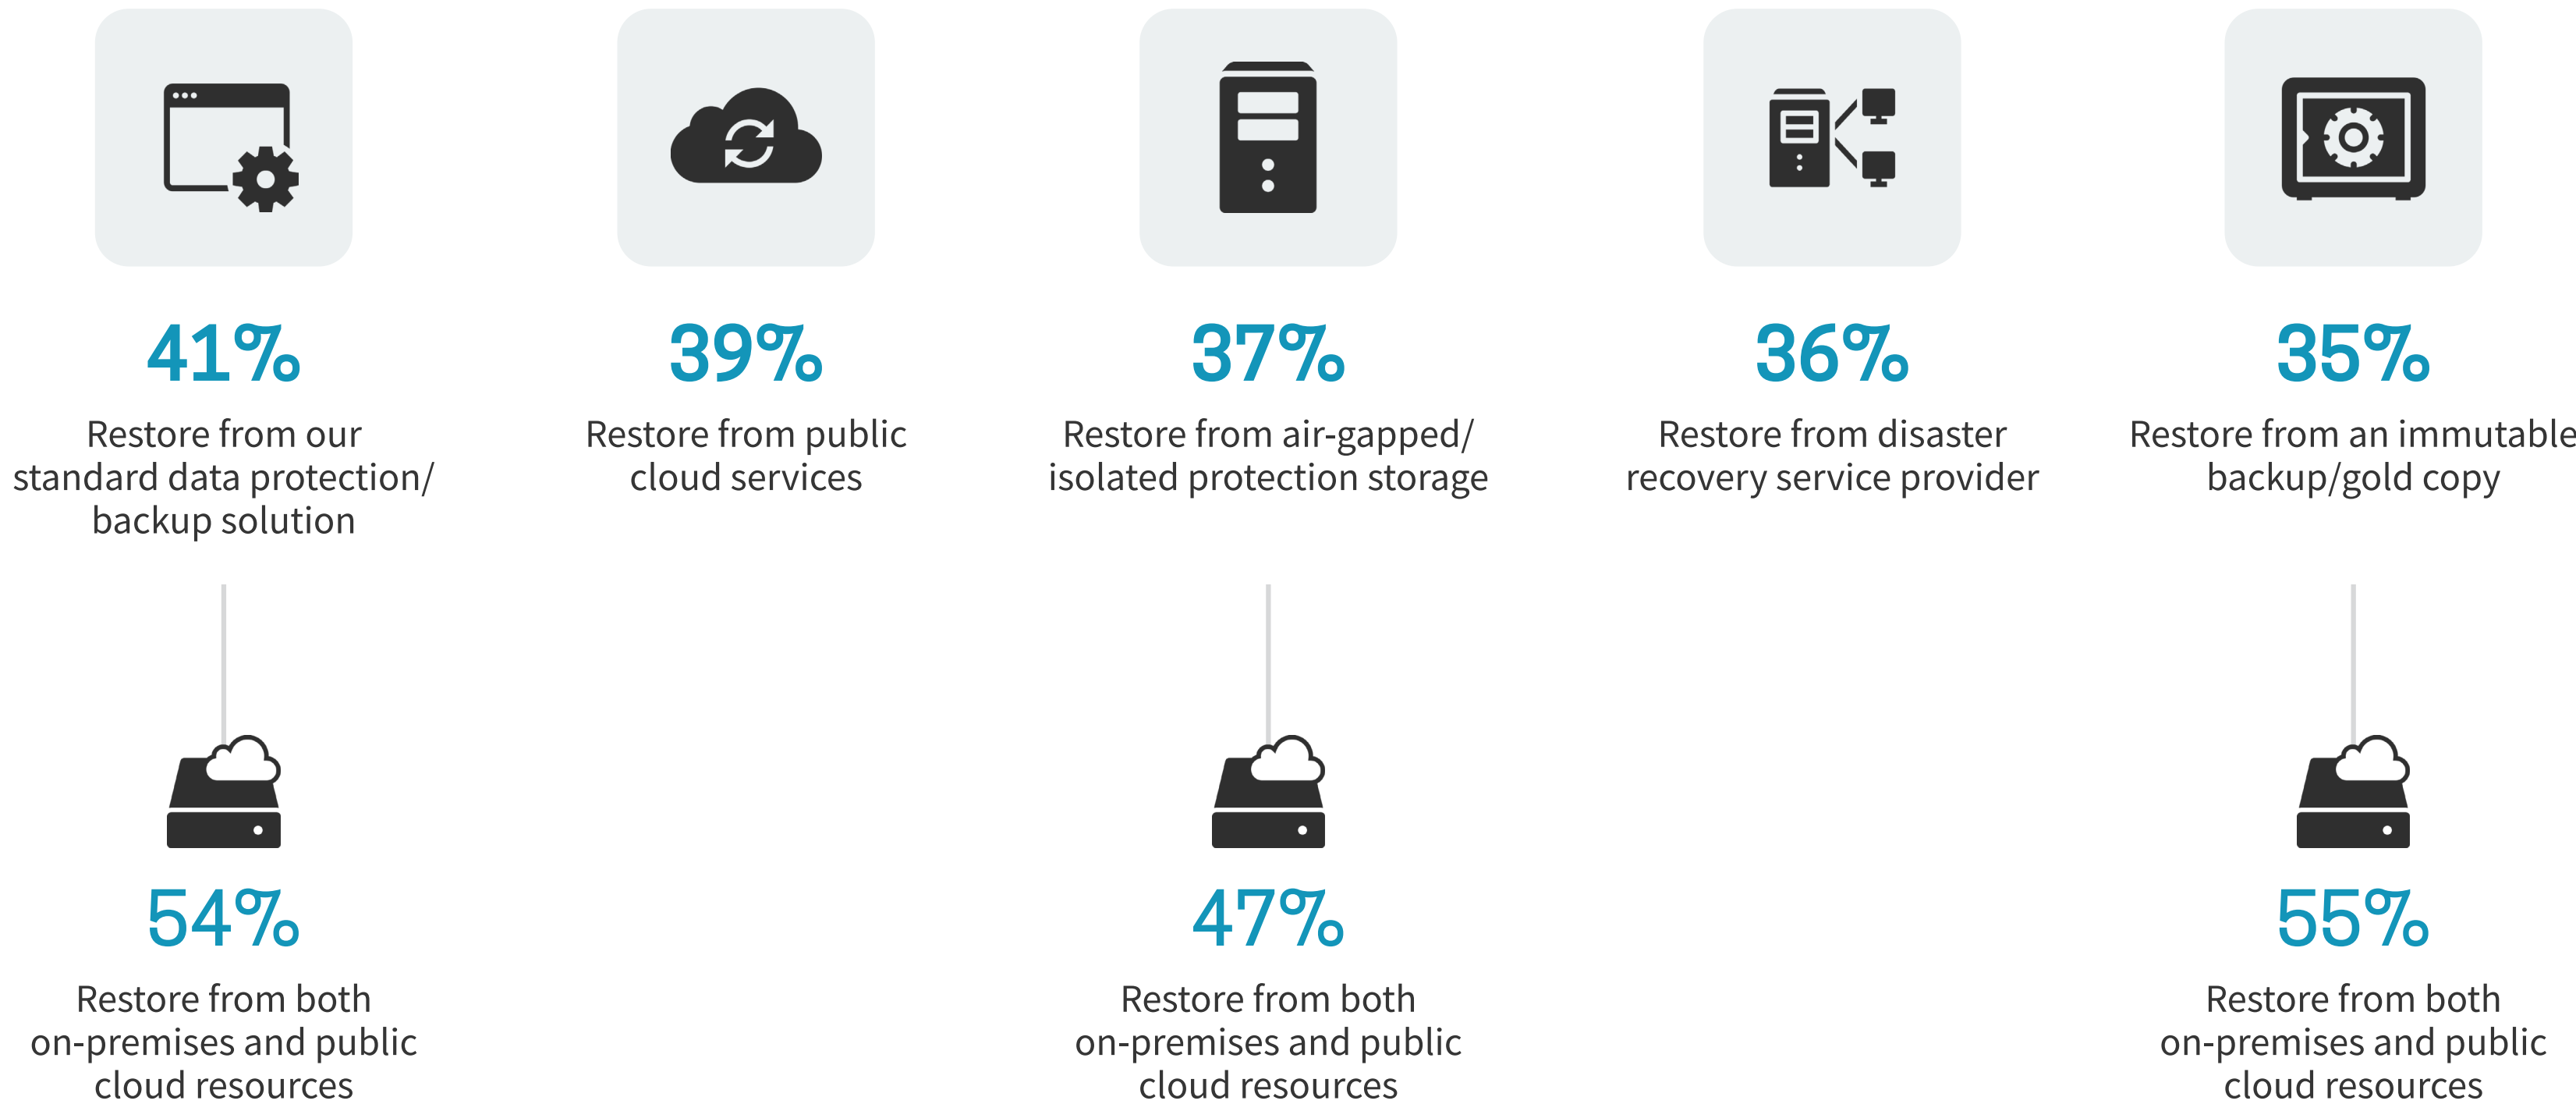 41%
Restore from our
standard data protection/
backup solution
39%
Restore from public
cloud services
37%
Restore from air-gapped/
isolated protection storage
36%
Restore from disaster
recovery service provider
35%
Restore from an immutable
backup/gold copy
54%
Restore from both
on-premises and public
cloud resources
47%
Restore from both
on-premises and public
cloud resources
55%
Restore from both
on-premises and public
cloud resources